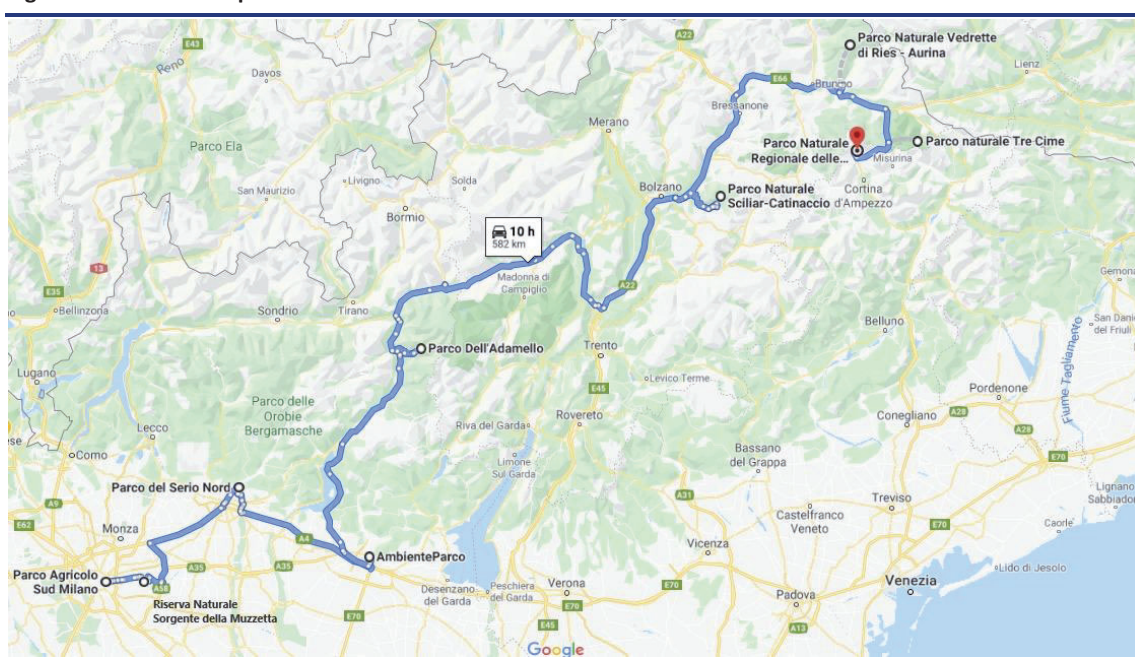 E43
Reno
Davos
A22
Parco Naturale Vedrette
di Ries - Aurina
Lienz
E66
Brunico
Bressanone
Merano
Parco Ela
Parco Naturale
Regionale delle...
Parco naturale Tre Cime
Misurina
San Maurizio
Livigno
Solda
Bolzano
Parco Naturale
Sciliar-Catinaccio
Cortina
d'Ampezzo
Bormio
10 h
582 km
13
E35
Madonna di
Campiglio
A22
Gemona
Bellinzona
Sondrio
Tirano
Belluno
San Dani
del Friuli
Parco Dell'Adamello
Trento
Fiume Tagliamento
Lugano
Levico Terme
E45
Pordenone
Parco delle
Orobie
Bergamasche
Rovereto
Conegliano
A28
E70
A28
Lecco
Riva del Garda
Como
Limone
Sul Garda
Bassano
del Grappa
Parco del Serio Nord
A31
Treviso
Lignano
Sabbiador
A9
E62
Monza
A4
Castelfranco
Veneto
E70
Caorle
Vicenza
AmbienteParco
Parco Agricolo
Sud Milano
A35
A35
A58
Desenzano
del Garda
Peschiera
del Garda
Verona
E70
Venezia
Lido di Jesolo
Riserva Naturale
Sorgente della Muzzetta
E70
E70
Padova
E45
A13
Google